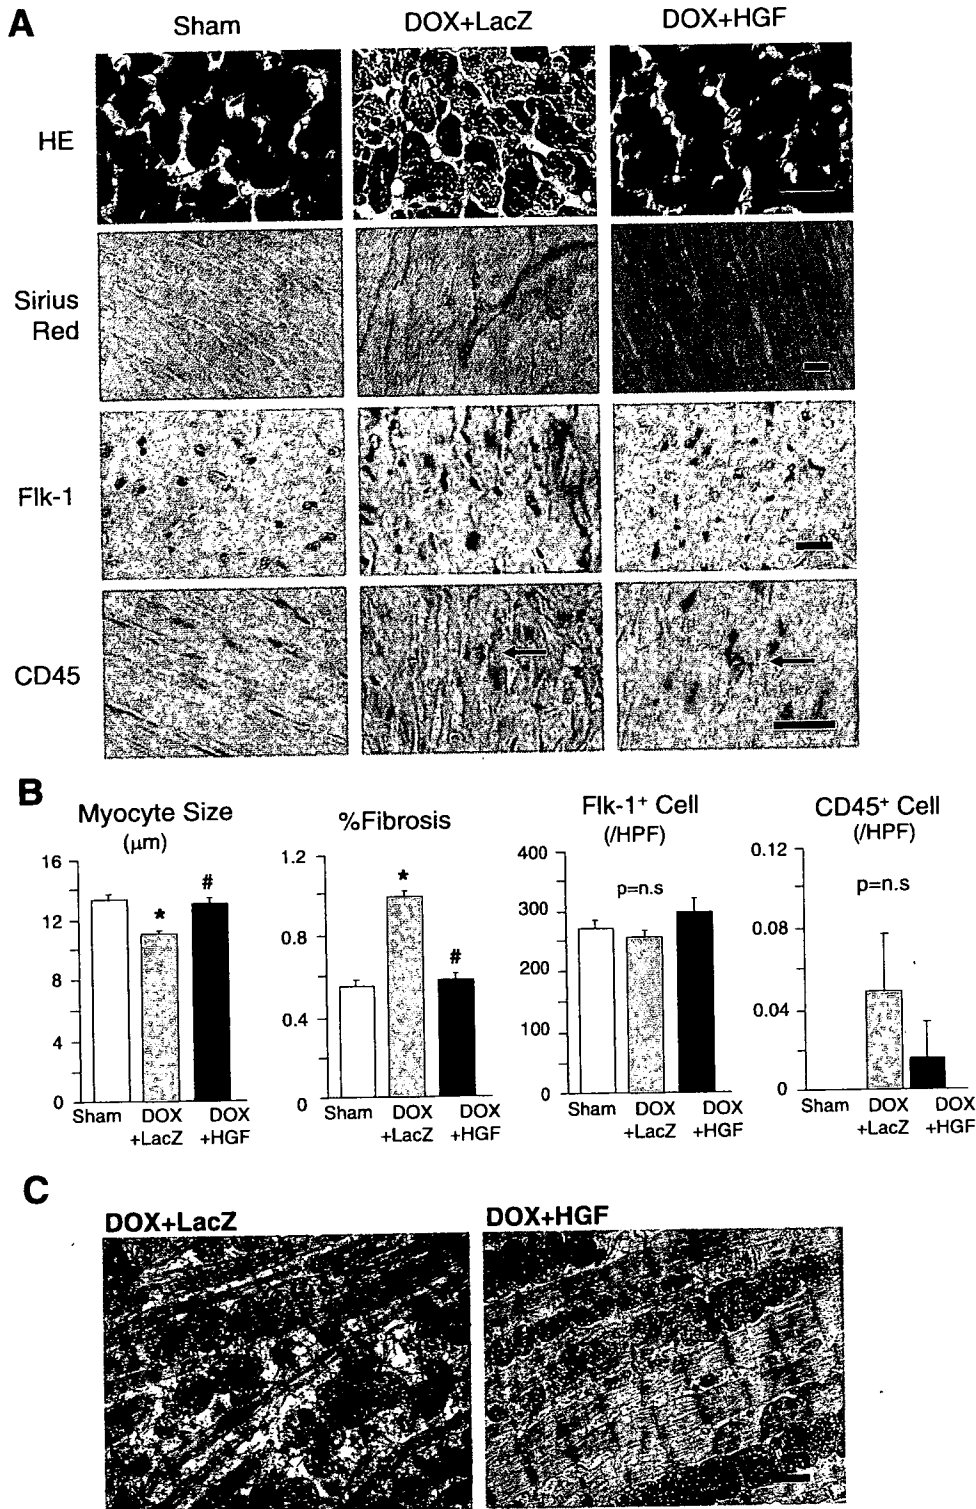 A
Sham
DOX+LacZ
DOX+HGF
HE
Sirius
Red
Flk-1
CD45
B
Myocyte Size
(μm)
16
12
8
4
0
*
#
Sham
DOX
+LacZ
DOX
+HGF
%Fibrosis
1.2
0.8
0.4
0
*
#
Sham
DOX
+LacZ
DOX
+HGF
Flk-1⁺ Cell
(/HPF)
400
300
200
100
0
p=n.s
Sham
DOX
+LacZ
DOX
+HGF
CD45⁺ Cell
(/HPF)
0.12
0.08
0.04
0
p=n.s
Sham
DOX
+LacZ
DOX
+HGF
C
DOX+LacZ
DOX+HGF